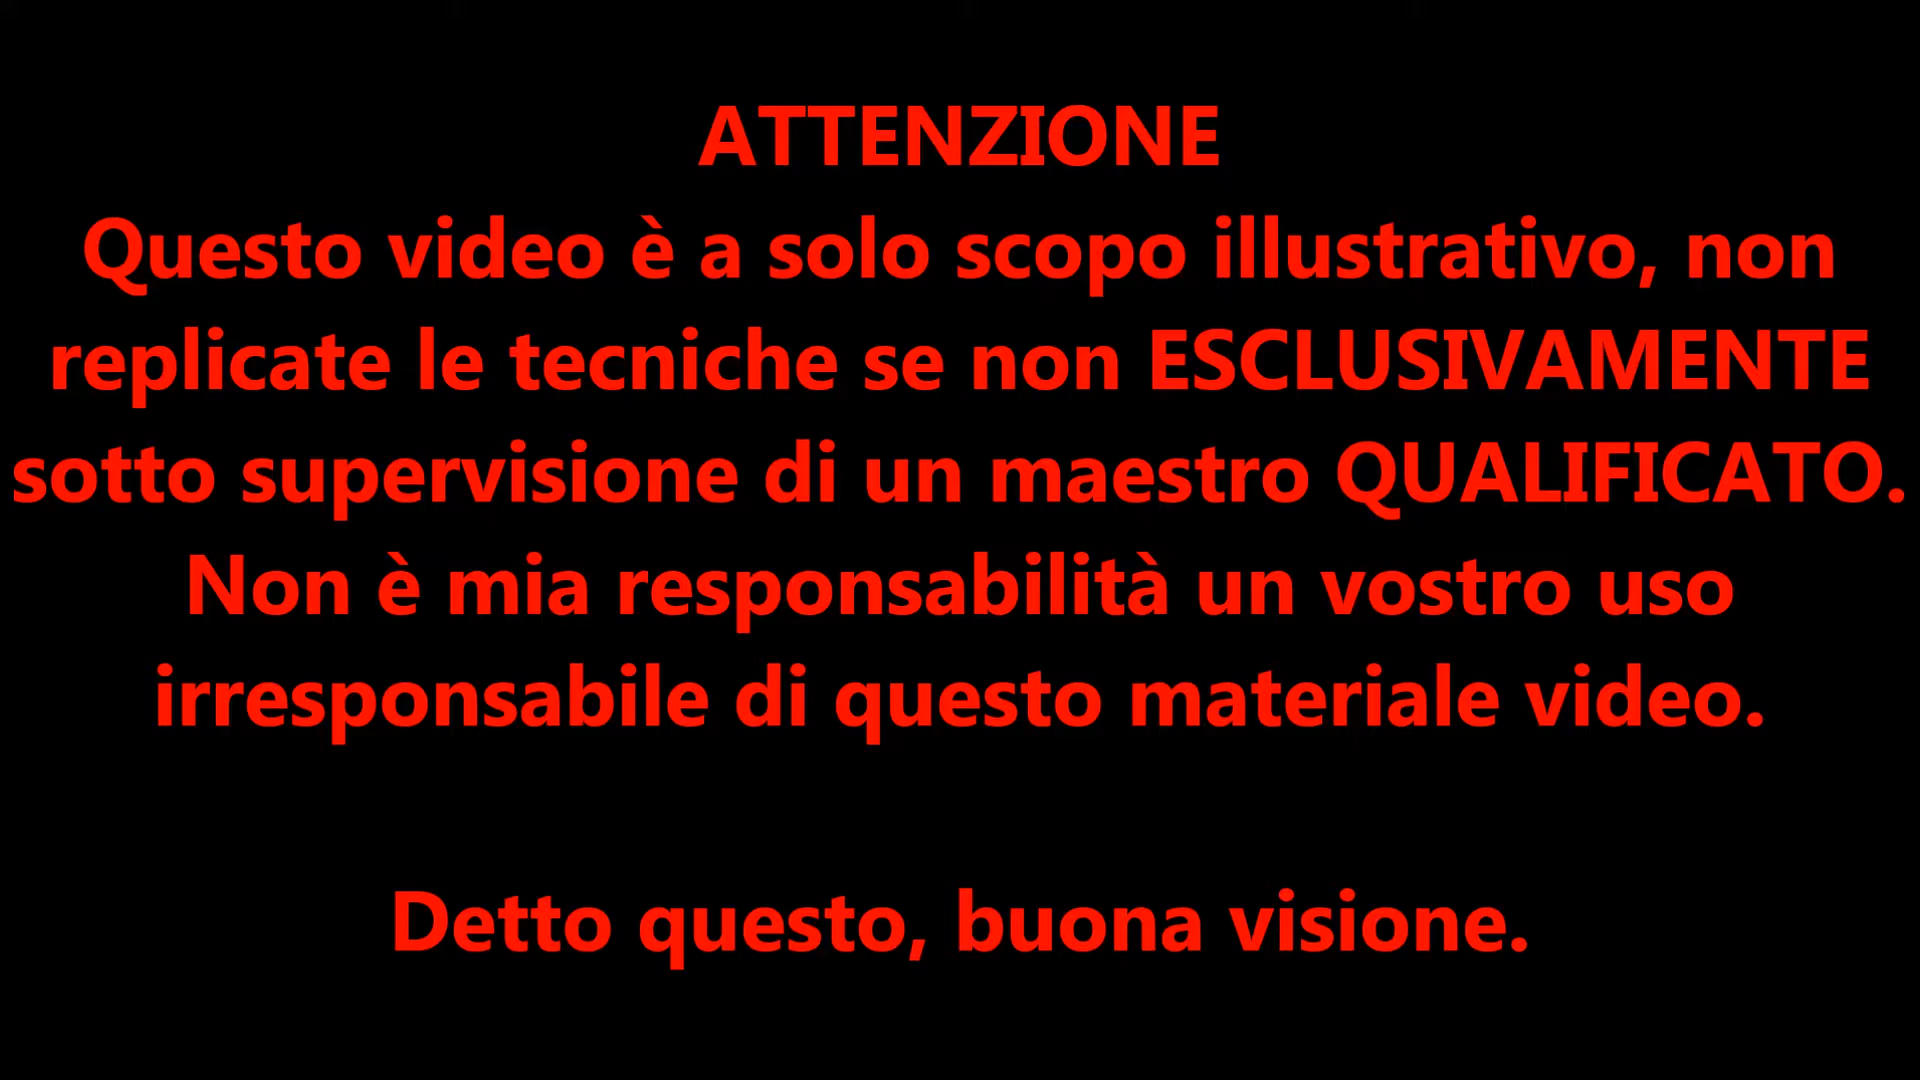 ATTENZIONE
Questo video è a solo scopo illustrativo, non
replicate le tecniche se non ESCLUSIVAMENTE
sotto supervisione di un maestro QUALIFICATO.
Non è mia responsabilità un vostro uso
irresponsabile di questo materiale video.
Detto questo, buona visione.